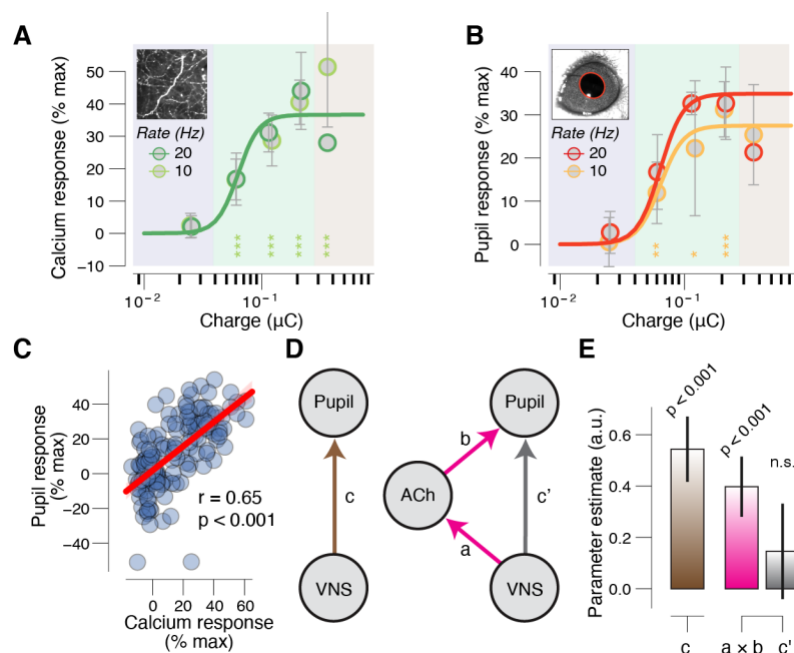 A
Calcium response (% max)
50
40
30
20
10
0
−10
Rate (Hz)
20
10
***
***
***
***
10⁻²
10⁻¹
Charge (µC)
B
Pupil response (% max)
40
30
20
10
0
Rate (Hz)
20
10
**
*
***
10⁻²
10⁻¹
Charge (µC)
C
Pupil response
(% max)
40
20
0
−20
−40
r = 0.65
p < 0.001
0
20
40
60
Calcium response
(% max)
D
Pupil
c
VNS
Pupil
b
ACh
c'
a
VNS
E
Parameter estimate (a.u.)
0.6
0.4
0.2
0.0
p < 0.001
p < 0.001
n.s.
c
a × b
c'